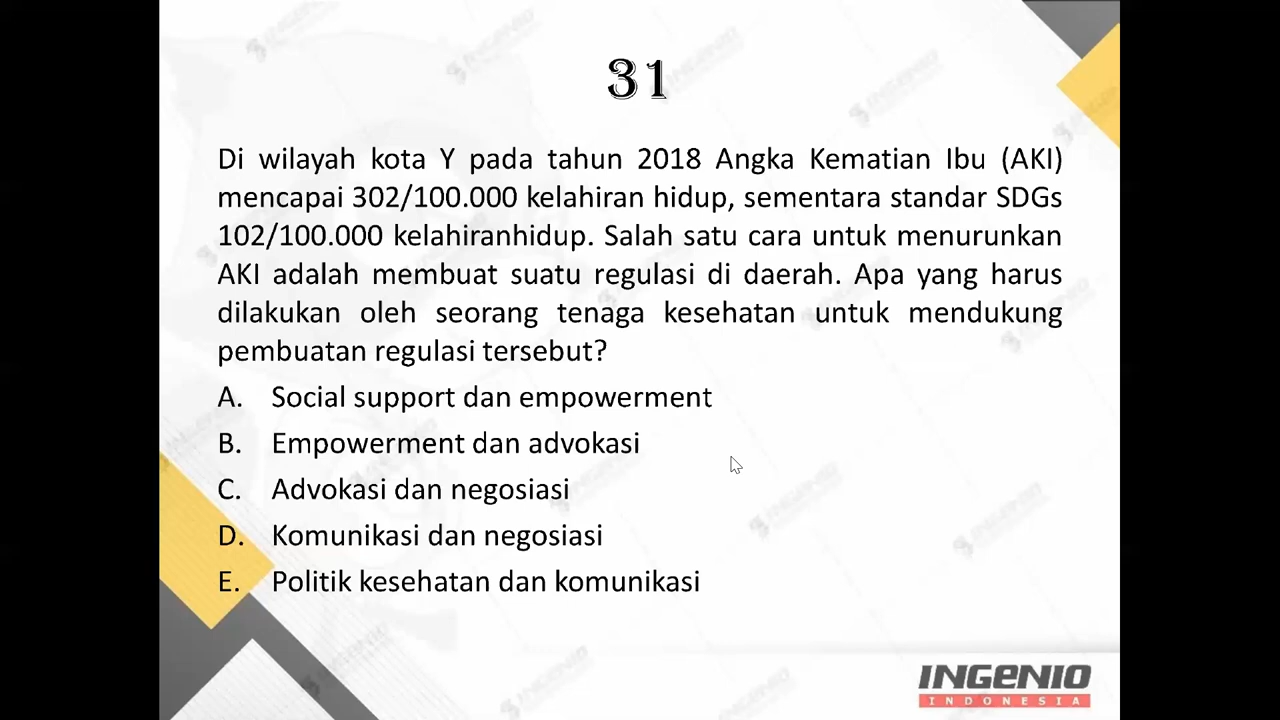 31
Di wilayah kota Y pada tahun 2018 Angka Kematian Ibu (AKI)
mencapai 302/100.000 kelahiran hidup, sementara standar SDGs
102/100.000 kelahiranhidup. Salah satu cara untuk menurunkan
AKI adalah membuat suatu regulasi di daerah. Apa yang harus
dilakukan oleh seorang tenaga kesehatan untuk mendukung
pembuatan regulasi tersebut?
A. Social support dan empowerment
B. Empowerment dan advokasi
C. Advokasi dan negosiasi
D. Komunikasi dan negosiasi
E. Politik kesehatan dan komunikasi
INGENIO
INDONESIA